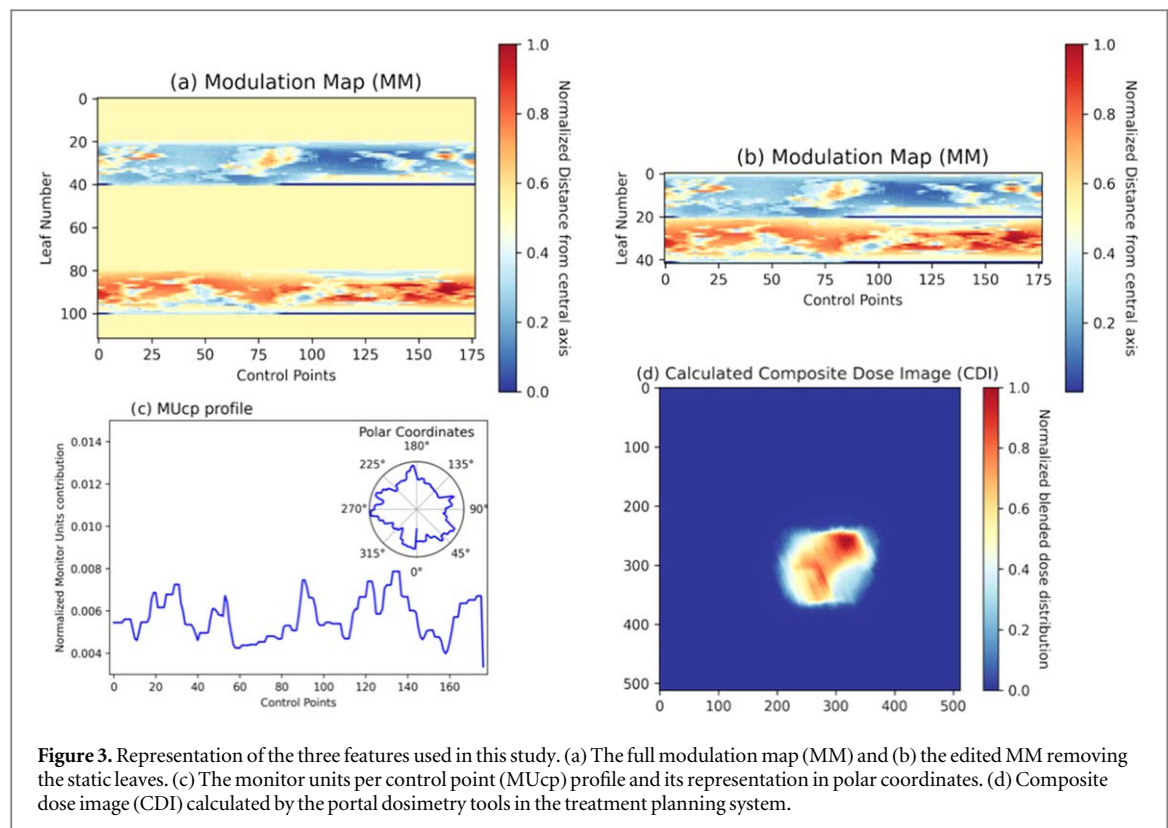 (a) Modulation Map (MM)
0
20
40
60
80
100
Leaf Number
0 25 50 75 100 125 150 175
Control Points
1.0
0.8
0.6
0.4
0.2
0.0
Normalized Distance from central axis
(b) Modulation Map (MM)
0
20
40
Leaf Number
0 25 50 75 100 125 150 175
Control Points
1.0
0.8
0.6
0.4
0.2
Normalized Distance from central axis
(c) MUcp profile
0.014
0.012
0.010
0.008
0.006
0.004
Normalized Monitor Units contribution
0 20 40 60 80 100 120 140 160
Control Points
Polar Coordinates
180°
225° 135°
270° 90°
315° 45°
0°
(d) Calculated Composite Dose Image (CDI)
0
100
200
300
400
500
0 100 200 300 400 500
1.0
0.8
0.6
0.4
0.2
0.0
Normalized blended dose distribution
Figure 3. Representation of the three features used in this study. (a) The full modulation map (MM) and (b) the edited MM removing
the static leaves. (c) The monitor units per control point (MUcp) profile and its representation in polar coordinates. (d) Composite
dose image (CDI) calculated by the portal dosimetry tools in the treatment planning system.